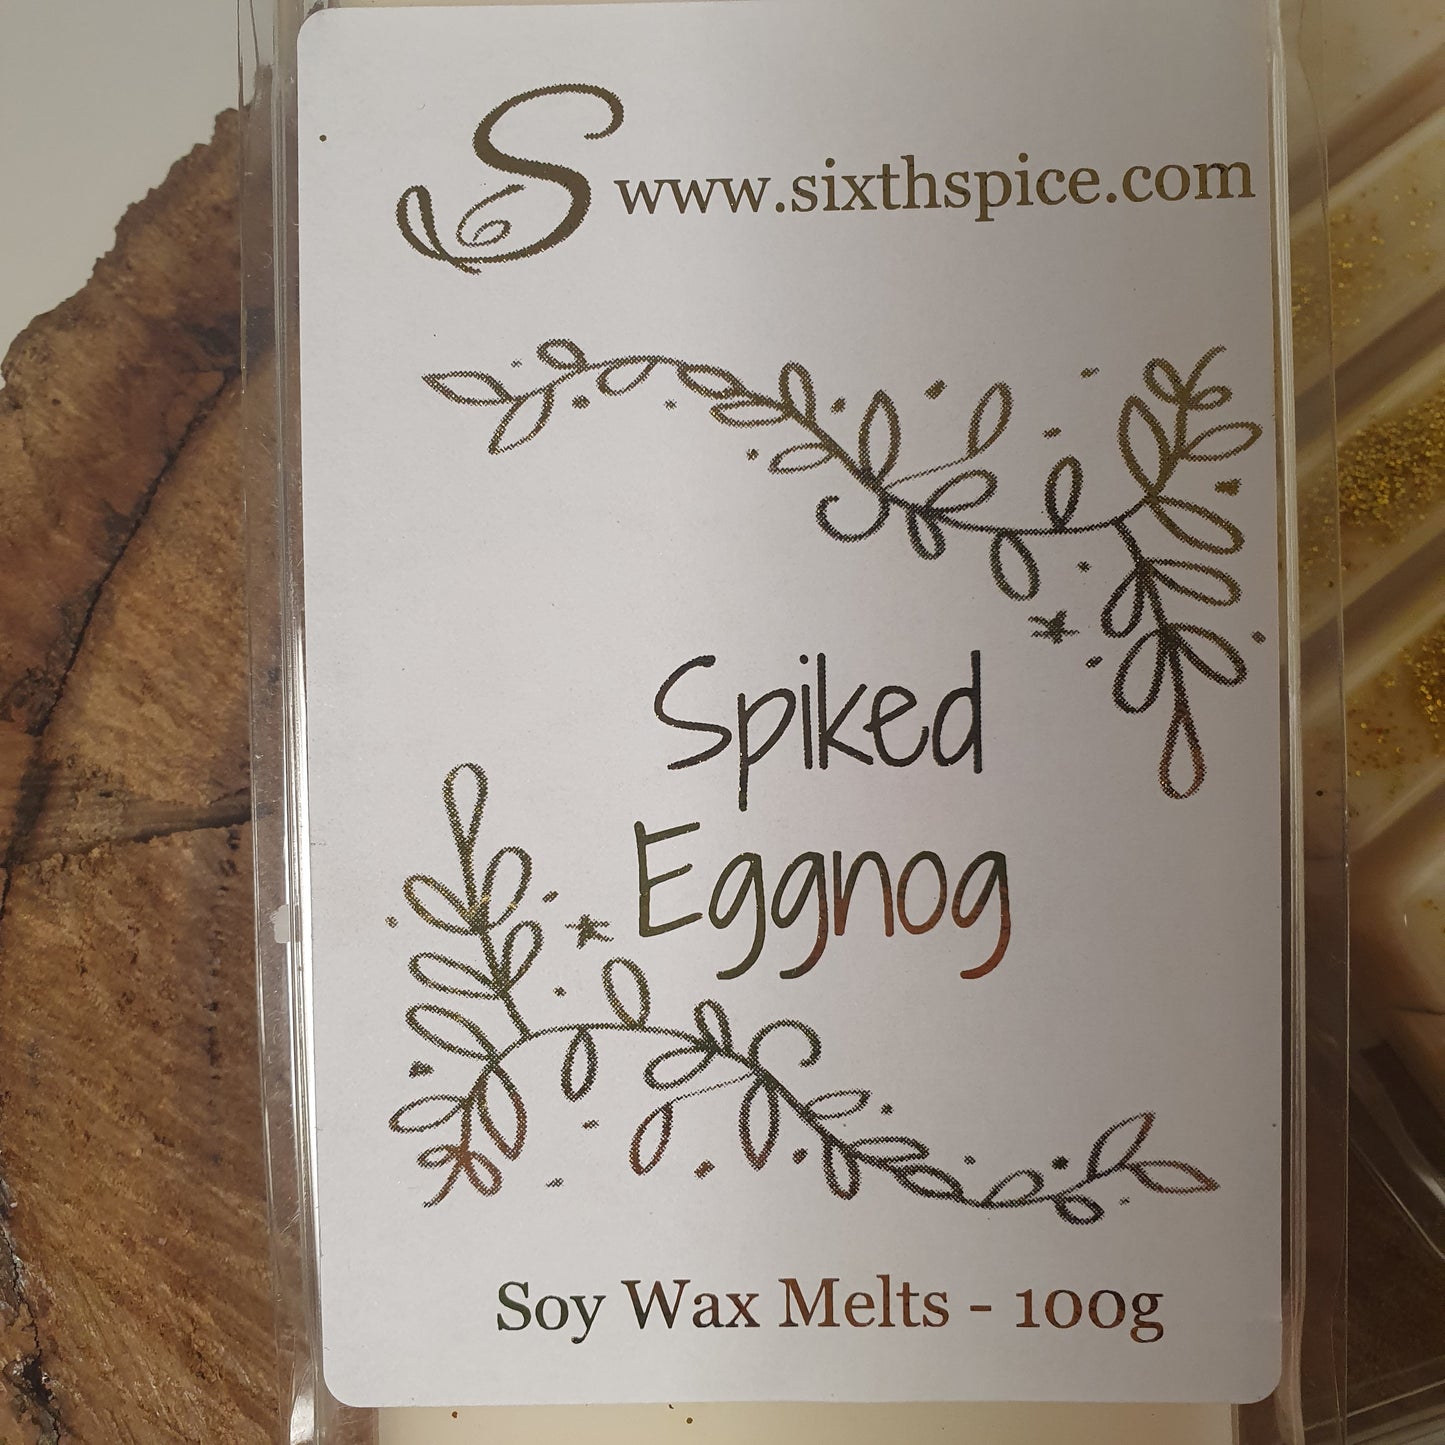 S www.sixthspice.com
Spiked
Eggnog
Soy Wax Melts - 100g